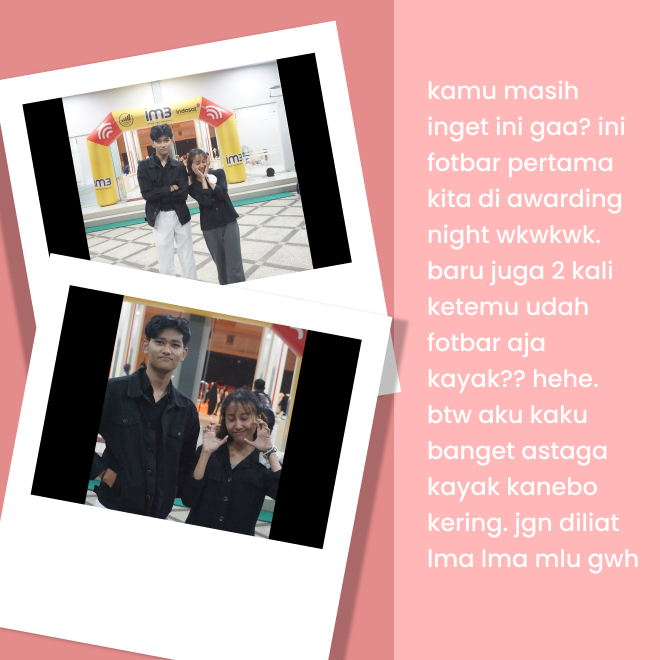 im3
indosat
im3
im3
kamu masih
inget ini gaa? ini
fotbar pertama
kita di awarding
night wkwkwk.
baru juga 2 kali
ketemu udah
fotbar aja
kayak?? hehe.
btw aku kaku
banget astaga
kayak kanebo
kering. jgn diliat
lma lma mlu gwh